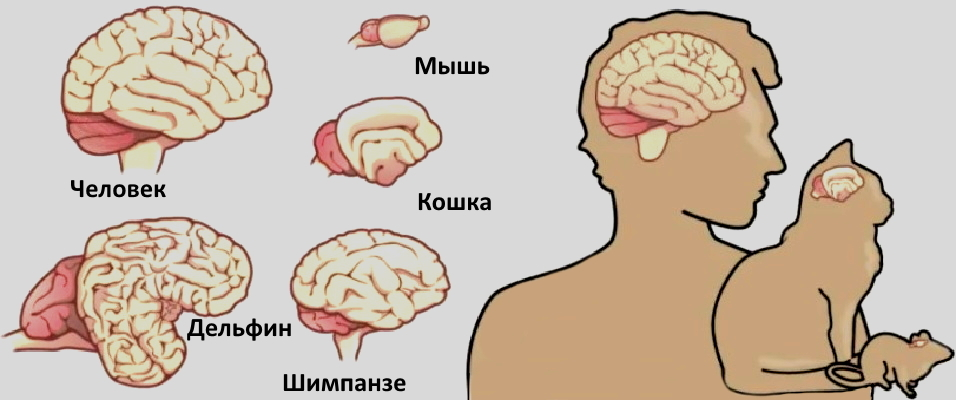 Мышь
Человек
Кошка
Дельфин
Шимпанзе